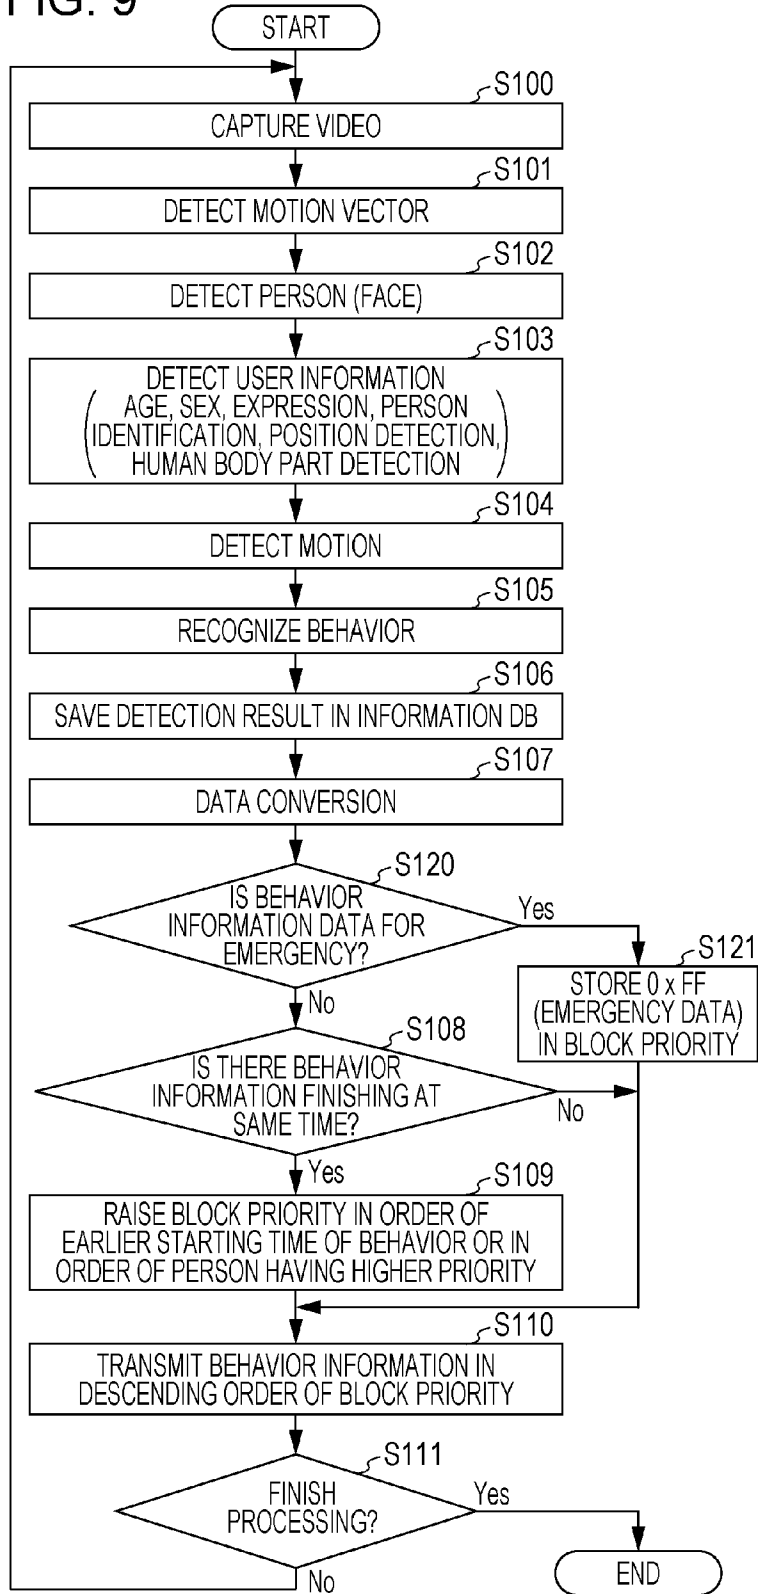 FIG. 9
START
S100
CAPTURE VIDEO
S101
DETECT MOTION VECTOR
S102
DETECT PERSON (FACE)
S103
DETECT USER INFORMATION
(AGE, SEX, EXPRESSION, PERSON
IDENTIFICATION, POSITION DETECTION,
HUMAN BODY PART DETECTION)
S104
DETECT MOTION
S105
RECOGNIZE BEHAVIOR
S106
SAVE DETECTION RESULT IN INFORMATION DB
S107
DATA CONVERSION
S120
IS BEHAVIOR
INFORMATION DATA FOR
EMERGENCY?
Yes
No
S121
STORE 0 x FF
(EMERGENCY DATA)
IN BLOCK PRIORITY
S108
IS THERE BEHAVIOR
INFORMATION FINISHING AT
SAME TIME?
No
Yes
S109
RAISE BLOCK PRIORITY IN ORDER OF
EARLIER STARTING TIME OF BEHAVIOR OR IN
ORDER OF PERSON HAVING HIGHER PRIORITY
S110
TRANSMIT BEHAVIOR INFORMATION IN
DESCENDING ORDER OF BLOCK PRIORITY
S111
FINISH
PROCESSING?
Yes
No
END